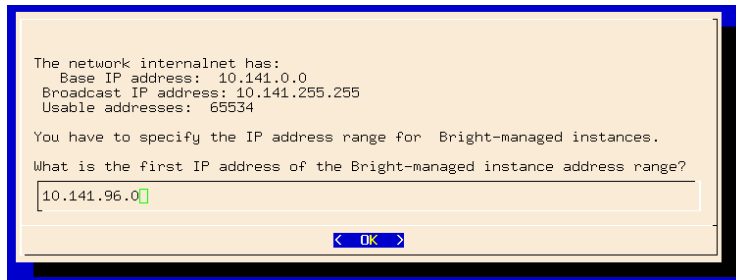 The network internalnet has:
Base IP address: 10.141.0.0
Broadcast IP address: 10.141.255.255
Usable addresses: 65534
You have to specify the IP address range for Bright-managed instances.
What is the first IP address of the Bright-managed instance address range?
10.141.96.0
< OK >